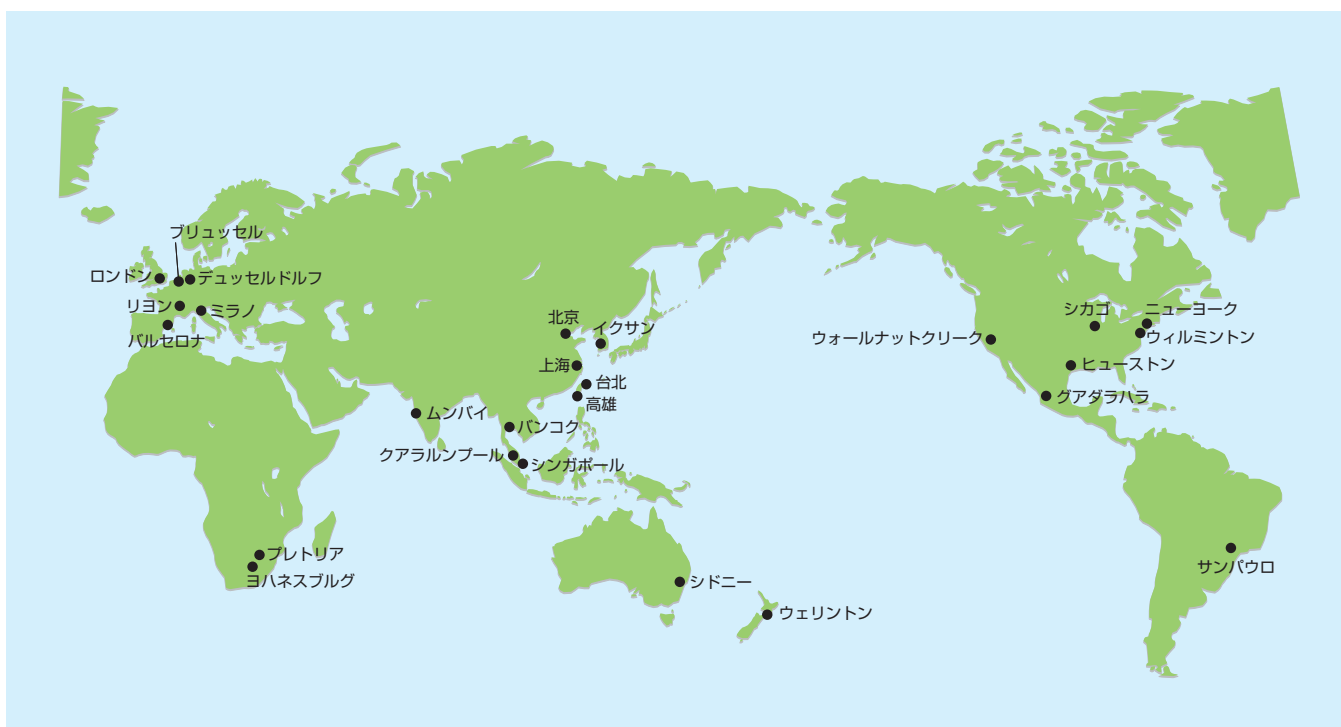 ブリュッセル
ロンドン
デュッセルドルフ
リヨン
ミラノ
バルセロナ
北京
イクサン
上海
台北
高雄
ムンバイ
バンコク
クアラルンプール
シンガポール
プレトリア
ヨハネスブルグ
シドニー
ウェリントン
シカゴ
ニューヨーク
ウィルミントン
ウォールナットクリーク
ヒューストン
グアダラハラ
サンパウロ